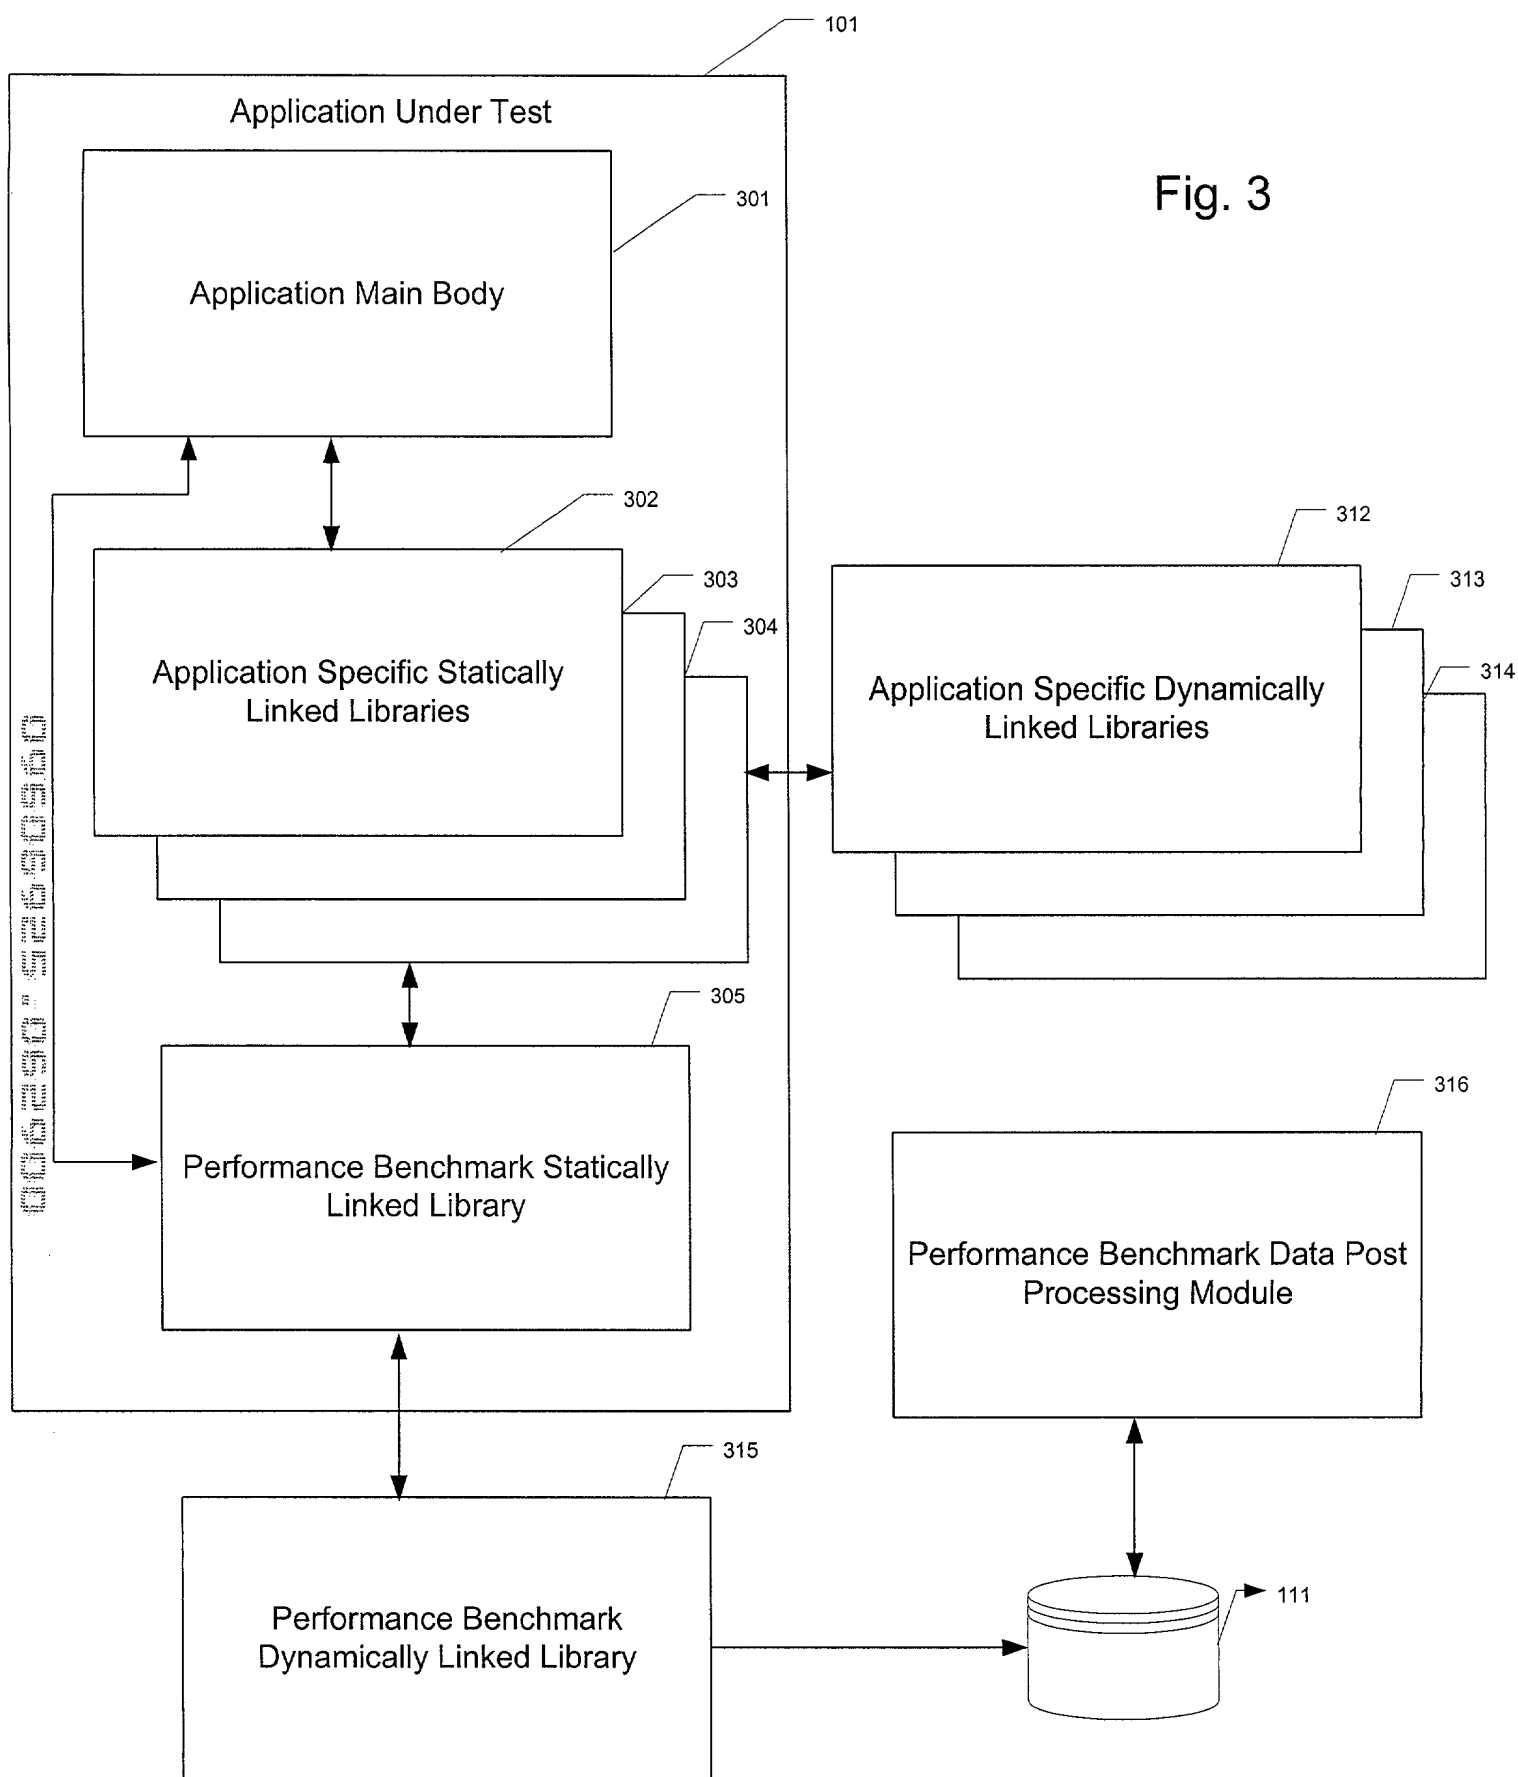 101
Application Under Test
301
Fig. 3
Application Main Body
302
312
303
313
304
314
Application Specific Statically
Linked Libraries
Application Specific Dynamically
Linked Libraries
305
316
Performance Benchmark Statically
Linked Library
Performance Benchmark Data Post
Processing Module
315
111
Performance Benchmark
Dynamically Linked Library